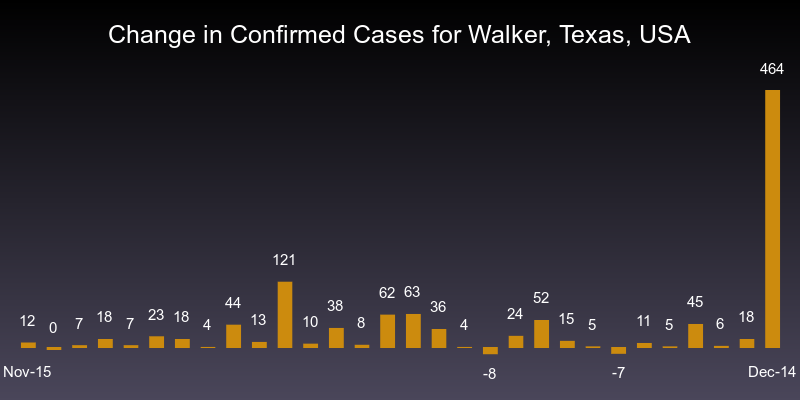 Change in Confirmed Cases for Walker, Texas, USA
12 0 7 18 7 23 18 4 44 13 121 10 38 8 62 63 36 4 -8 24 52 15 5 -7 11 5 45 6 18 464
Nov-15 Dec-14